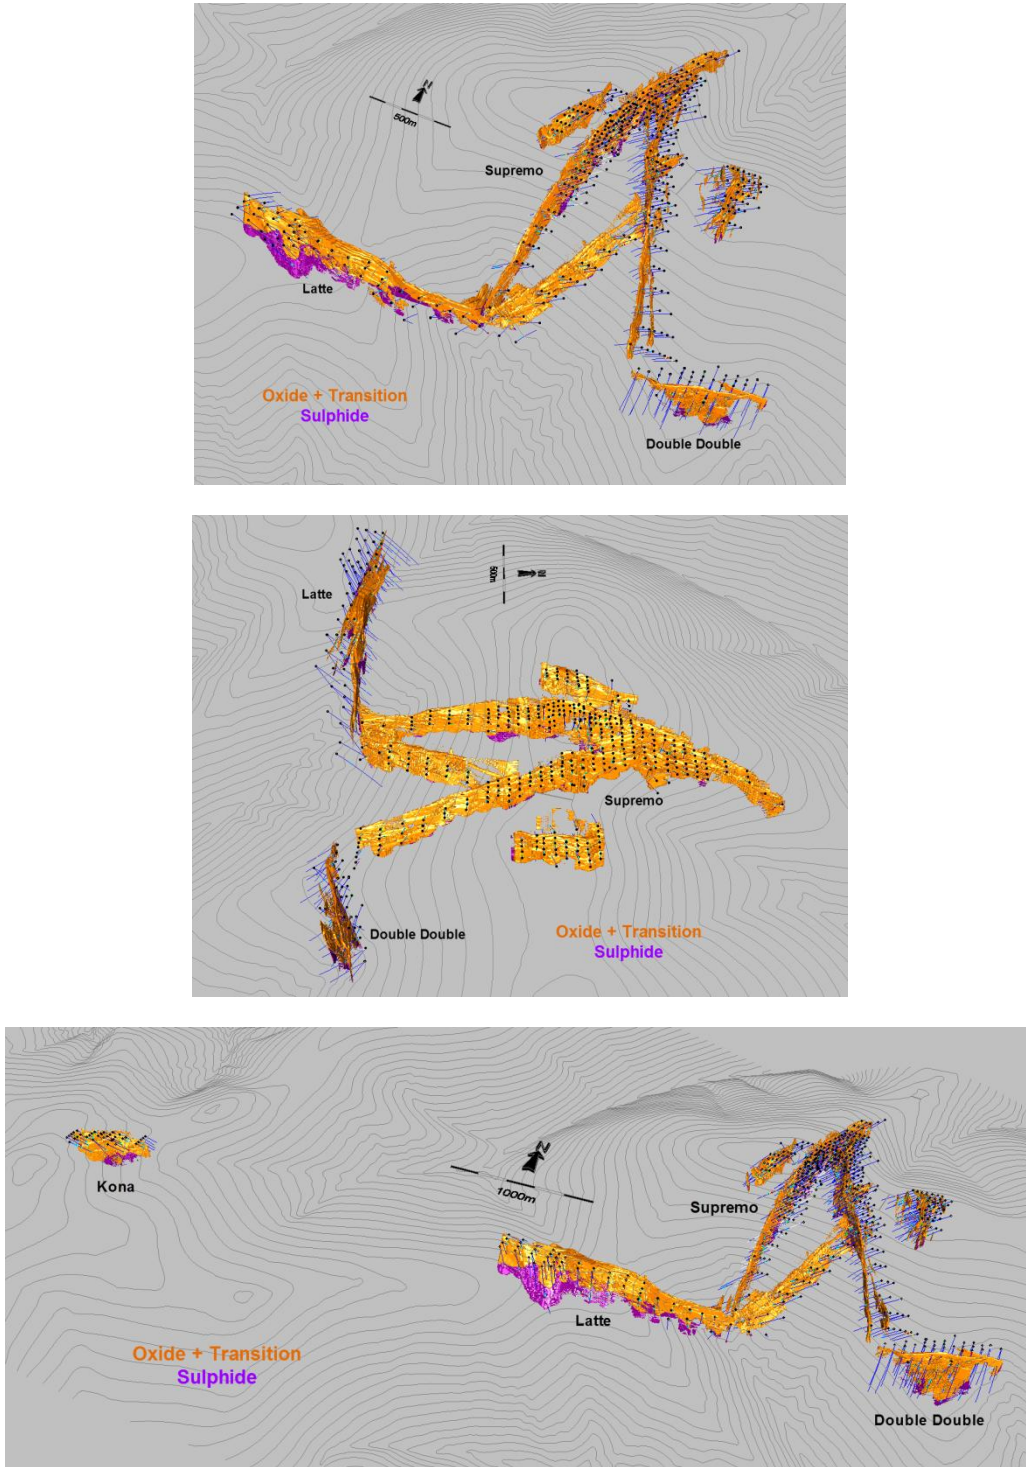 N
500m
Supremo
Latte
Oxide + Transition
Sulphide
Double Double
Latte
500m
N
Supremo
Double Double
Oxide + Transition
Sulphide
N
1000m
Kona
Supremo
Latte
Oxide + Transition
Sulphide
Double Double